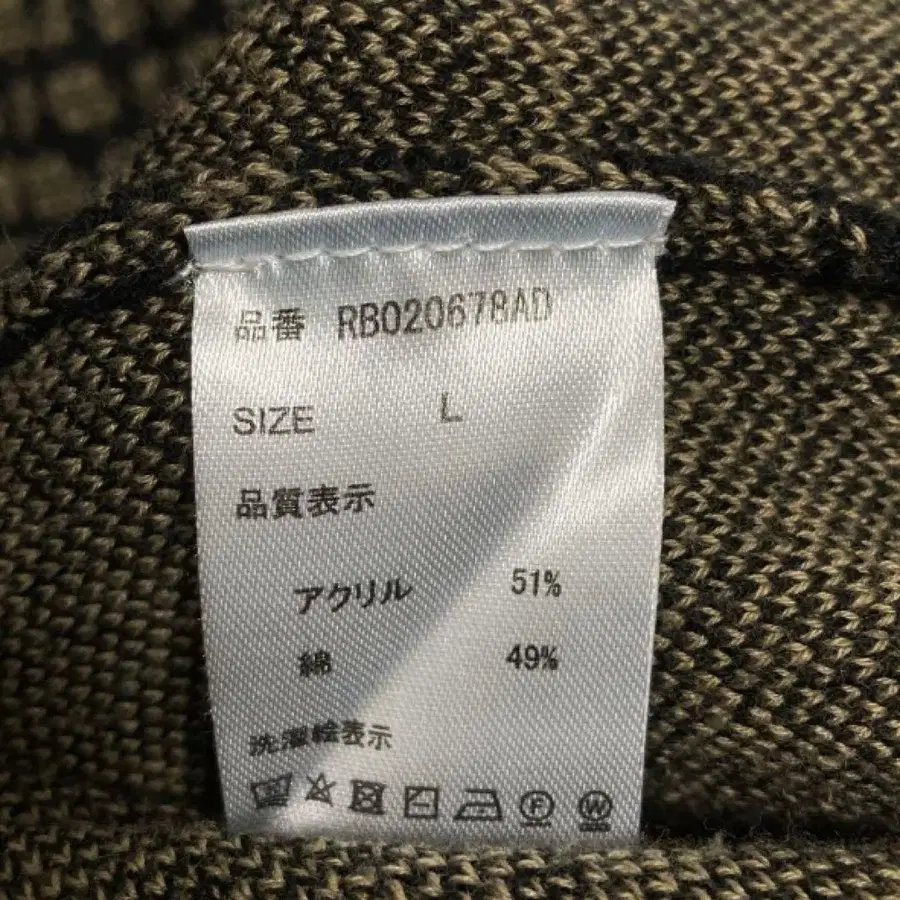 品番 RB020678AD
SIZE L
品質表示
アクリル 51%
綿 49%
洗濯絵表示
F W